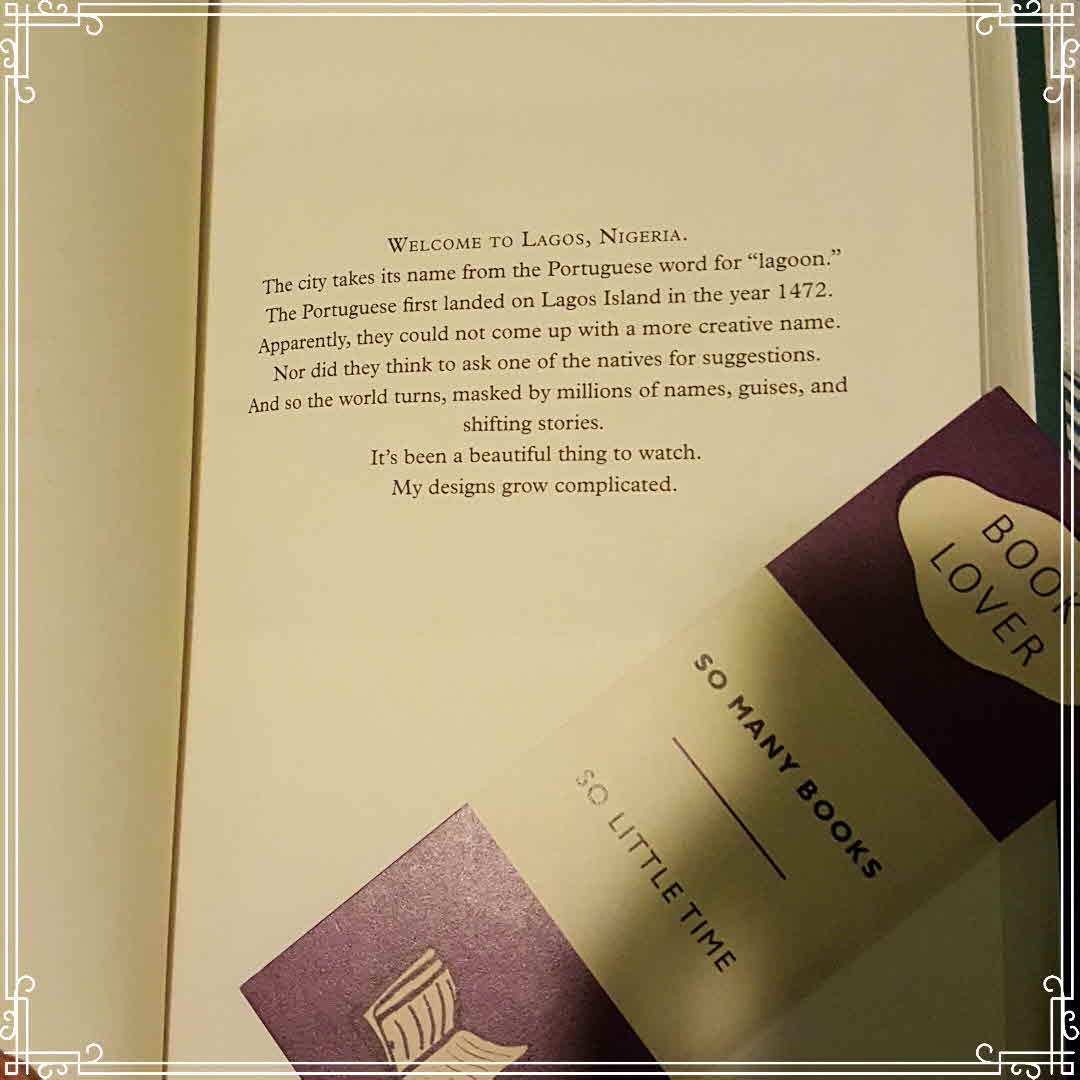 WELCOME TO LAGOS, NIGERIA.
The city takes its name from the Portuguese word for “lagoon.”
The Portuguese first landed on Lagos Island in the year 1472.
Apparently, they could not come up with a more creative name.
Nor did they think to ask one of the natives for suggestions.
And so the world turns, masked by millions of names, guises, and
shifting stories.
It’s been a beautiful thing to watch.
My designs grow complicated.
BOOK
LOVER
SO MANY BOOKS
SO LITTLE TIME